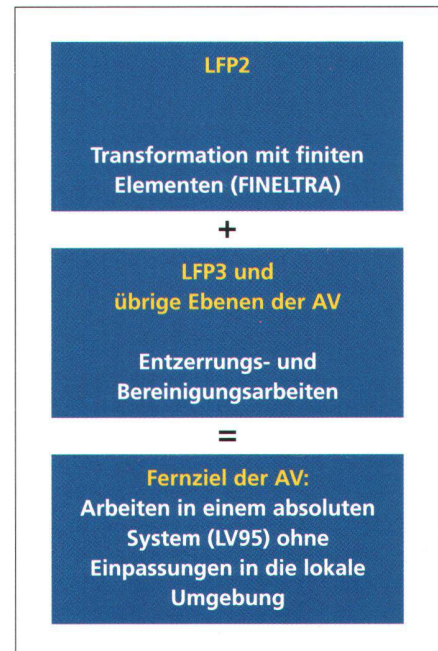 LFP2
Transformation mit finiten
Elementen (FINELTRA)
+
LFP3 und
übrige Ebenen der AV
Entzerrungs- und
Bereinigungsarbeiten
=
Fernziel der AV:
Arbeiten in einem absoluten
System (LV95) ohne
Einpassungen in die lokale
Umgebung